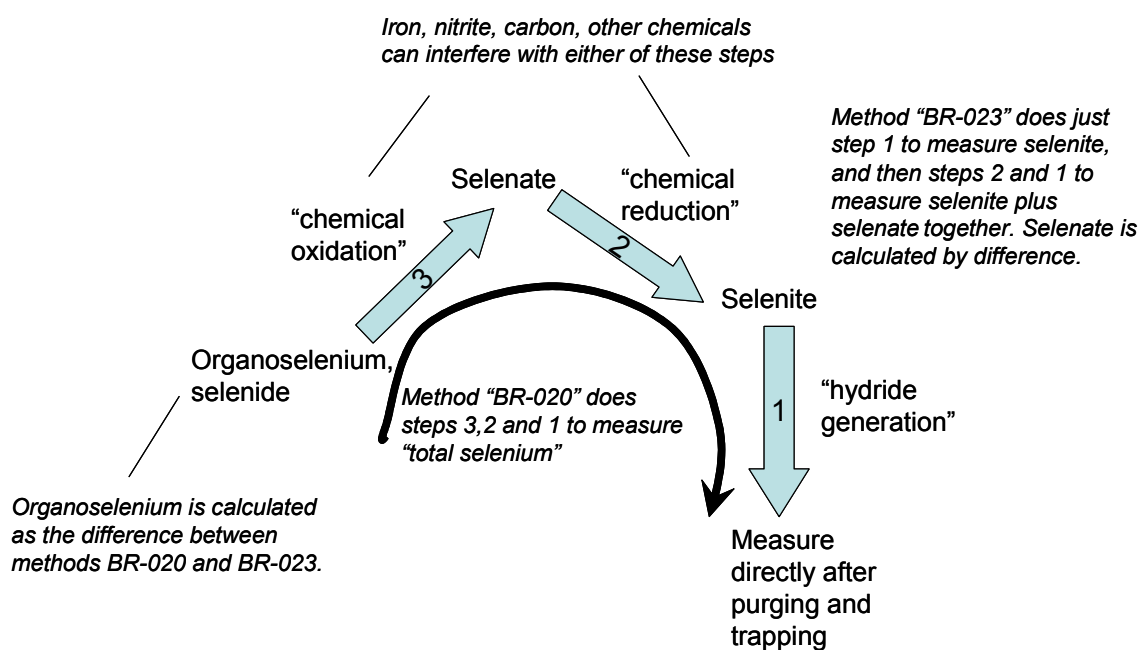 Iron, nitrite, carbon, other chemicals
can interfere with either of these steps
Method “BR-023” does just
step 1 to measure selenite,
and then steps 2 and 1 to
measure selenite plus
selenate together. Selenate is
calculated by difference.
Selenate
“chemical
reduction”
“chemical
oxidation”
3
2
Selenite
Organoselenium,
selenide
Method “BR-020” does
steps 3,2 and 1 to measure
“total selenium”
1
“hydride
generation”
Organoselenium is calculated
as the difference between
methods BR-020 and BR-023.
Measure
directly after
purging and
trapping